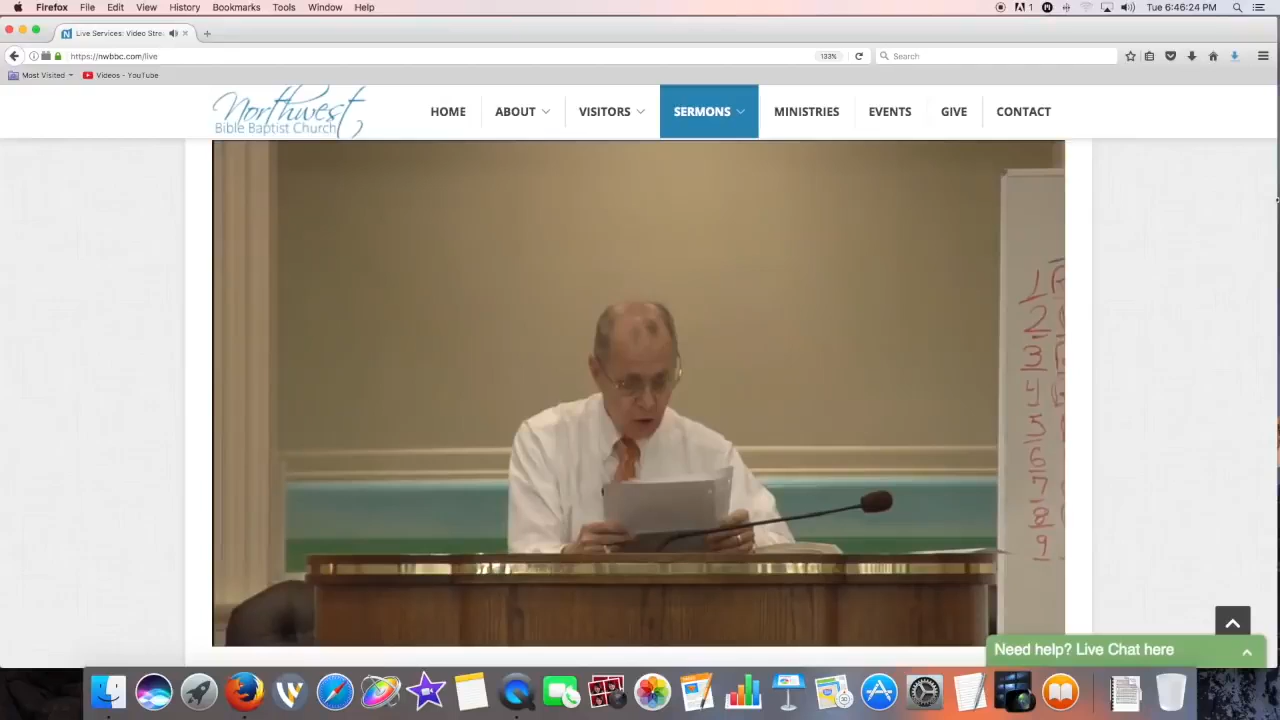 Firefox File Edit View History Bookmarks Tools Window Help 1 Tue 6:46:24 PM
Live Services: Video Stre
https://nwbbc.com/live 133% Search
Most Visited Videos - YouTube
Northwest
Bible Baptist Church
HOME ABOUT VISITORS SERMONS MINISTRIES EVENTS GIVE CONTACT
1
2
3
4
5
6
7
8
9
Need help? Live Chat here